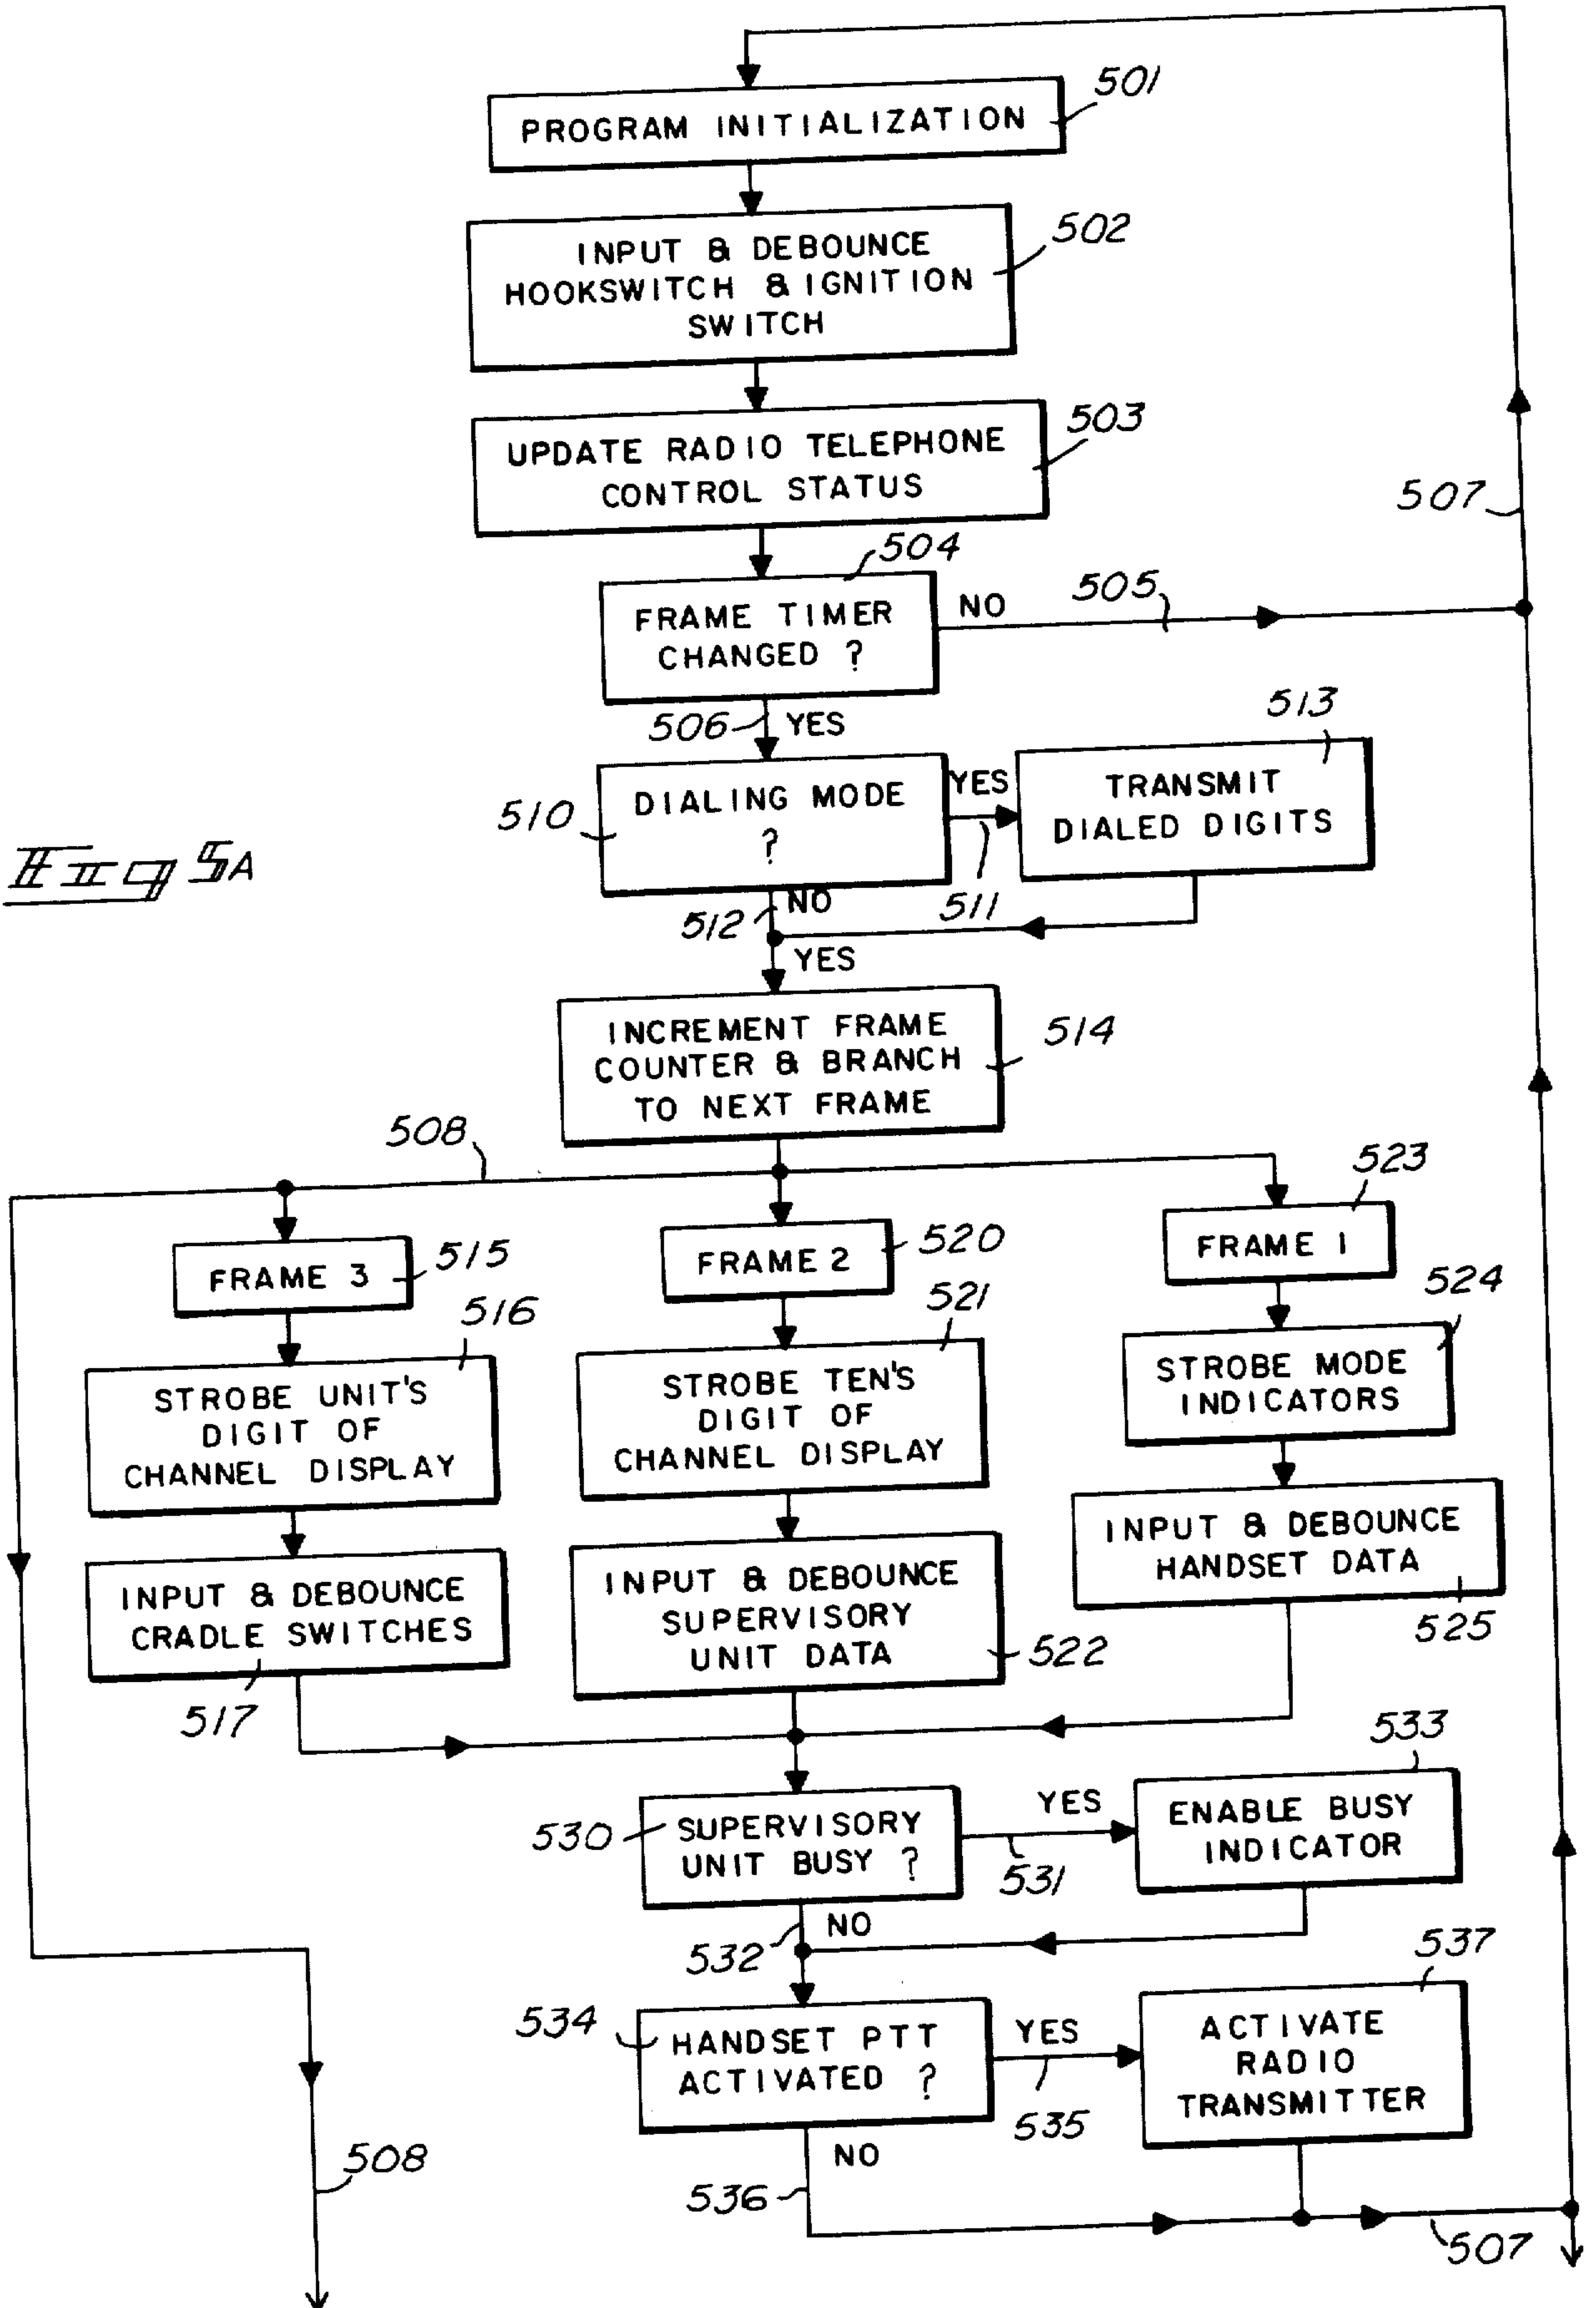 501
PROGRAM INITIALIZATION
502
INPUT & DEBOUNCE
HOOKSWITCH & IGNITION
SWITCH
503
UPDATE RADIO TELEPHONE
CONTROL STATUS
507
504
FRAME TIMER
CHANGED ?
NO
505
506
YES
513
510
DIALING MODE
?
YES
511
TRANSMIT
DIALED DIGITS
Fig 5A
512
NO
YES
INCREMENT FRAME
COUNTER & BRANCH
TO NEXT FRAME
514
508
523
FRAME 3
515
FRAME 2
520
FRAME 1
516
521
524
STROBE UNIT'S
DIGIT OF
CHANNEL DISPLAY
STROBE TEN'S
DIGIT OF
CHANNEL DISPLAY
STROBE MODE
INDICATORS
INPUT & DEBOUNCE
CRADLE SWITCHES
517
INPUT & DEBOUNCE
SUPERVISORY
UNIT DATA
522
INPUT & DEBOUNCE
HANDSET DATA
525
533
530
SUPERVISORY
UNIT BUSY ?
YES
531
ENABLE BUSY
INDICATOR
532
NO
537
534
HANDSET PTT
ACTIVATED ?
YES
535
ACTIVATE
RADIO
TRANSMITTER
508
NO
536
507